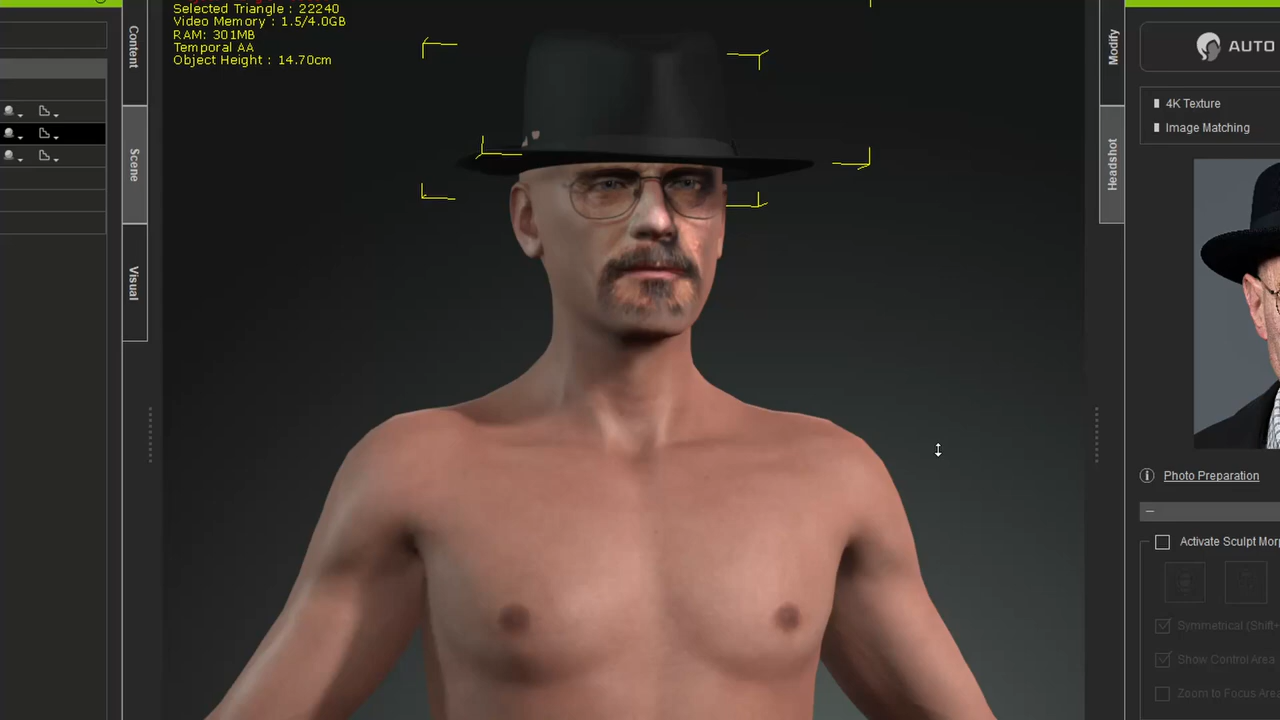 Selected Triangle : 22240
Video Memory : 1.5/4.0GB
RAM: 301MB
Temporal AA
Object Height : 14.70cm
Content
Scene
Visual
Modify
Headshot
AUTO
4K Texture
Image Matching
Photo Preparation
Activate Sculpt Mor
Symmetrical (Shift+
Show Control Area
Zoom to Focus Area